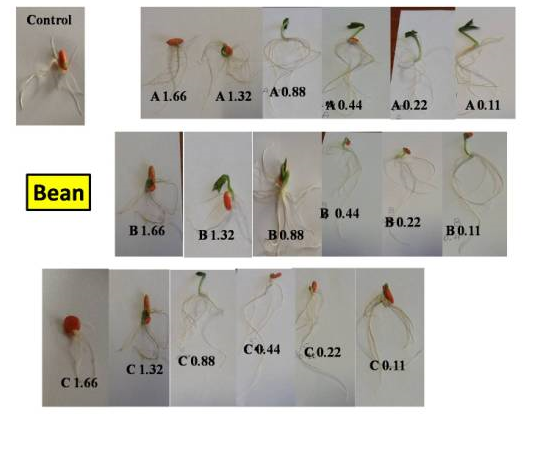 Control
A 1.66
A 1.32
A 0.88
A 0.44
A 0.22
A 0.11
Bean
B 1.66
B 1.32
B 0.88
B 0.44
B 0.22
B 0.11
C 1.66
C 1.32
C 0.88
C 0.44
C 0.22
C 0.11